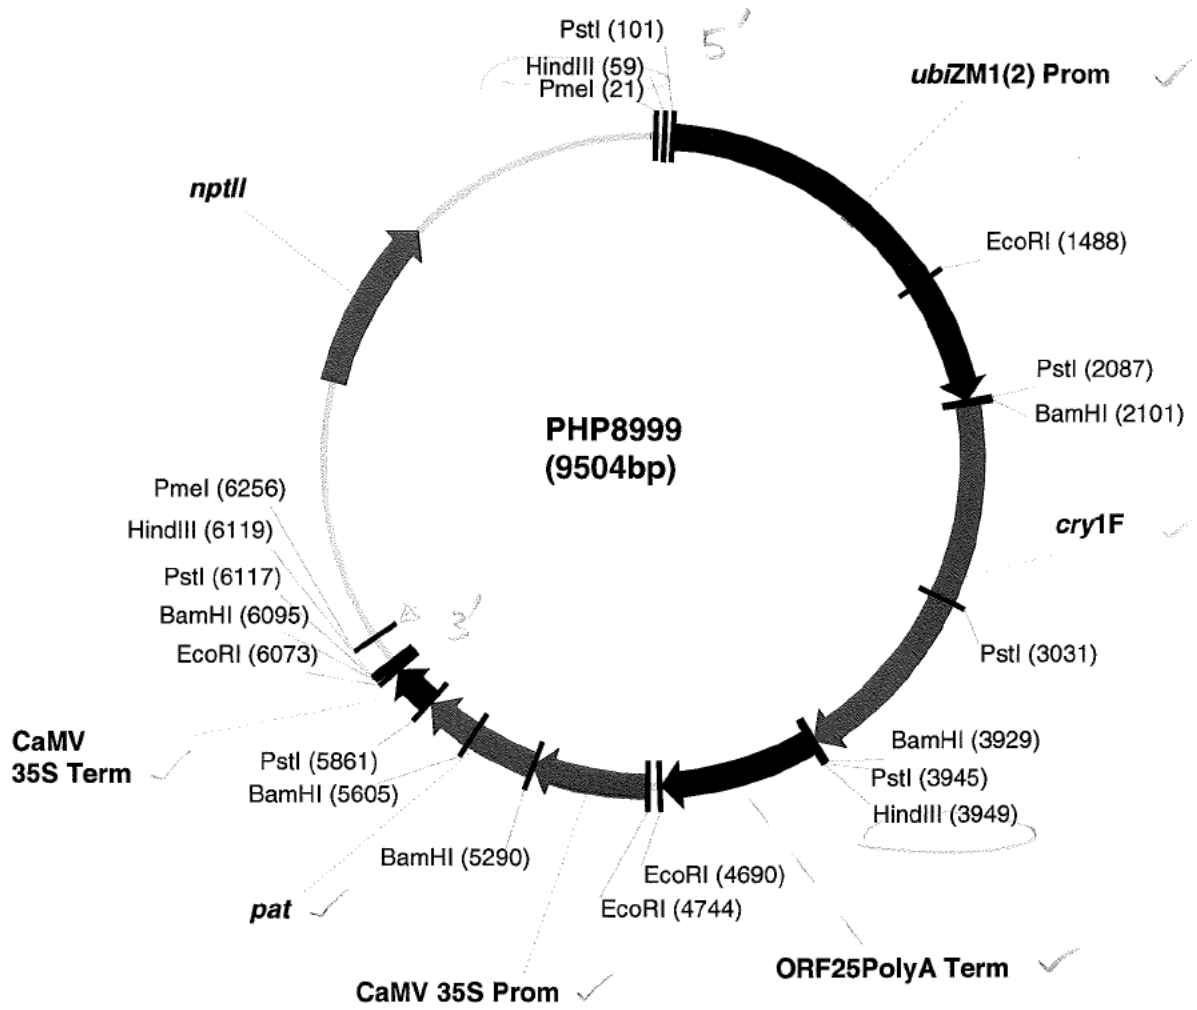 PstI (101)
5'
HindIII (59)
PmeI (21)
ubiZM1(2) Prom
nptII
EcoRI (1488)
PstI (2087)
BamHI (2101)
PHP8999
(9504bp)
PmeI (6256)
HindIII (6119)
PstI (6117)
BamHI (6095)
EcoRI (6073)
3'
cry1F
PstI (3031)
CaMV
35S Term
PstI (5861)
BamHI (5605)
BamHI (3929)
PstI (3945)
HindIII (3949)
BamHI (5290)
EcoRI (4690)
EcoRI (4744)
pat
ORF25PolyA Term
CaMV 35S Prom